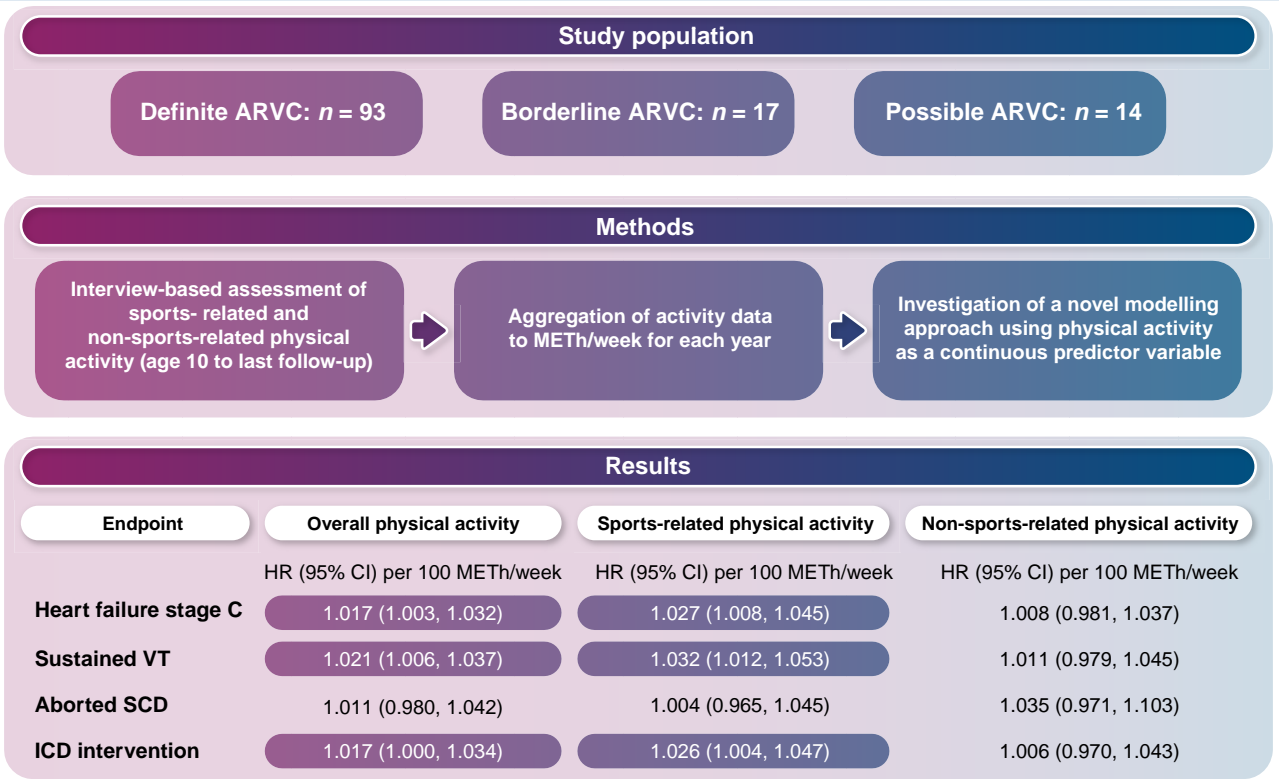 Study population
Definite ARVC: n = 93
Borderline ARVC: n = 17
Possible ARVC: n = 14
Methods
Interview-based assessment of
sports- related and
non-sports-related physical
activity (age 10 to last follow-up)
Aggregation of activity data
to METh/week for each year
Investigation of a novel modelling
approach using physical activity
as a continuous predictor variable
Results
Endpoint Overall physical activity Sports-related physical activity Non-sports-related physical activity
HR (95% CI) per 100 METh/week HR (95% CI) per 100 METh/week HR (95% CI) per 100 METh/week
Heart failure stage C 1.017 (1.003, 1.032) 1.027 (1.008, 1.045) 1.008 (0.981, 1.037)
Sustained VT 1.021 (1.006, 1.037) 1.032 (1.012, 1.053) 1.011 (0.979, 1.045)
Aborted SCD 1.011 (0.980, 1.042) 1.004 (0.965, 1.045) 1.035 (0.971, 1.103)
ICD intervention 1.017 (1.000, 1.034) 1.026 (1.004, 1.047) 1.006 (0.970, 1.043)